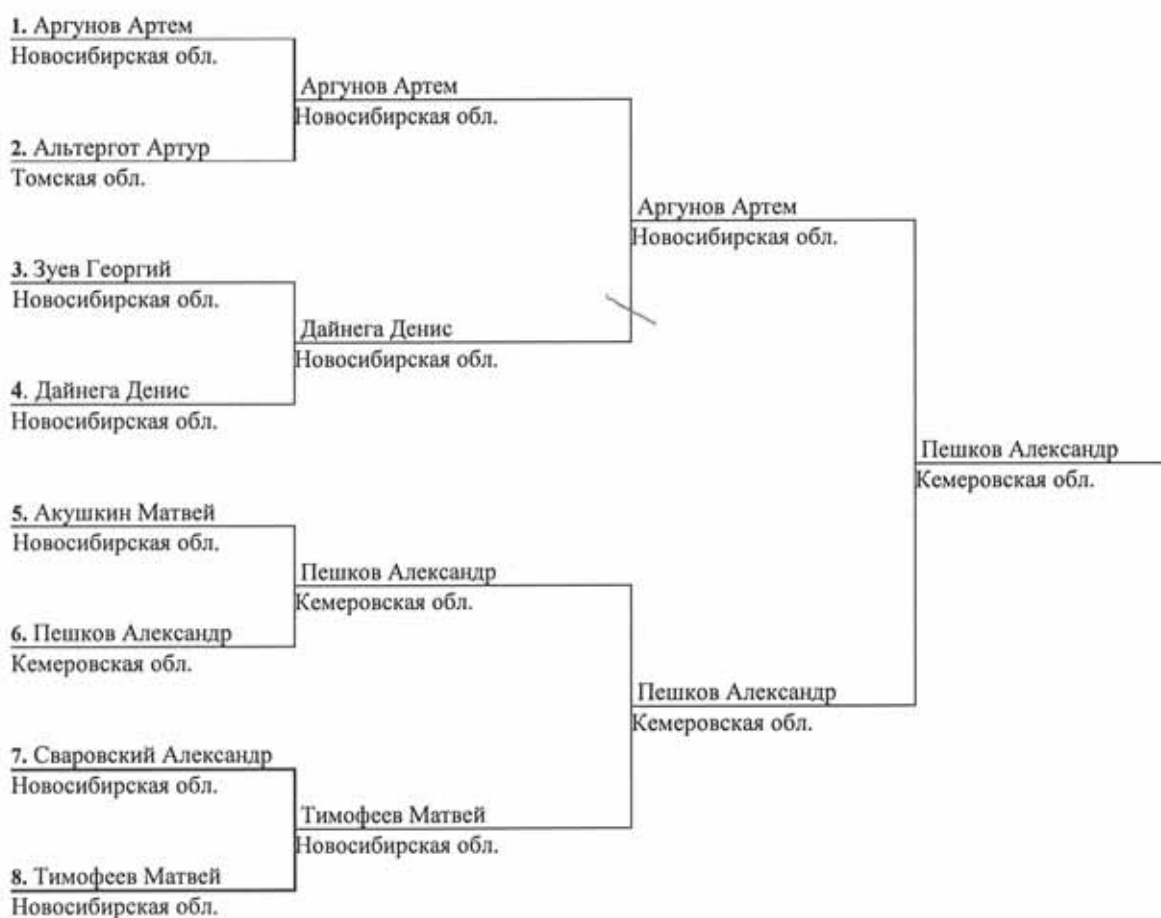 1. Аргунов Артем
Новосибирская обл.
Аргунов Артем
Новосибирская обл.
2. Альтергот Артур
Томская обл.
Аргунов Артем
Новосибирская обл.
3. Зуев Георгий
Новосибирская обл.
Дайнега Денис
Новосибирская обл.
4. Дайнега Денис
Новосибирская обл.
Пешков Александр
Кемеровская обл.
5. Акушкин Матвей
Новосибирская обл.
Пешков Александр
Кемеровская обл.
6. Пешков Александр
Кемеровская обл.
Пешков Александр
Кемеровская обл.
7. Сваровский Александр
Новосибирская обл.
Тимофеев Матвей
Новосибирская обл.
8. Тимофеев Матвей
Новосибирская обл.